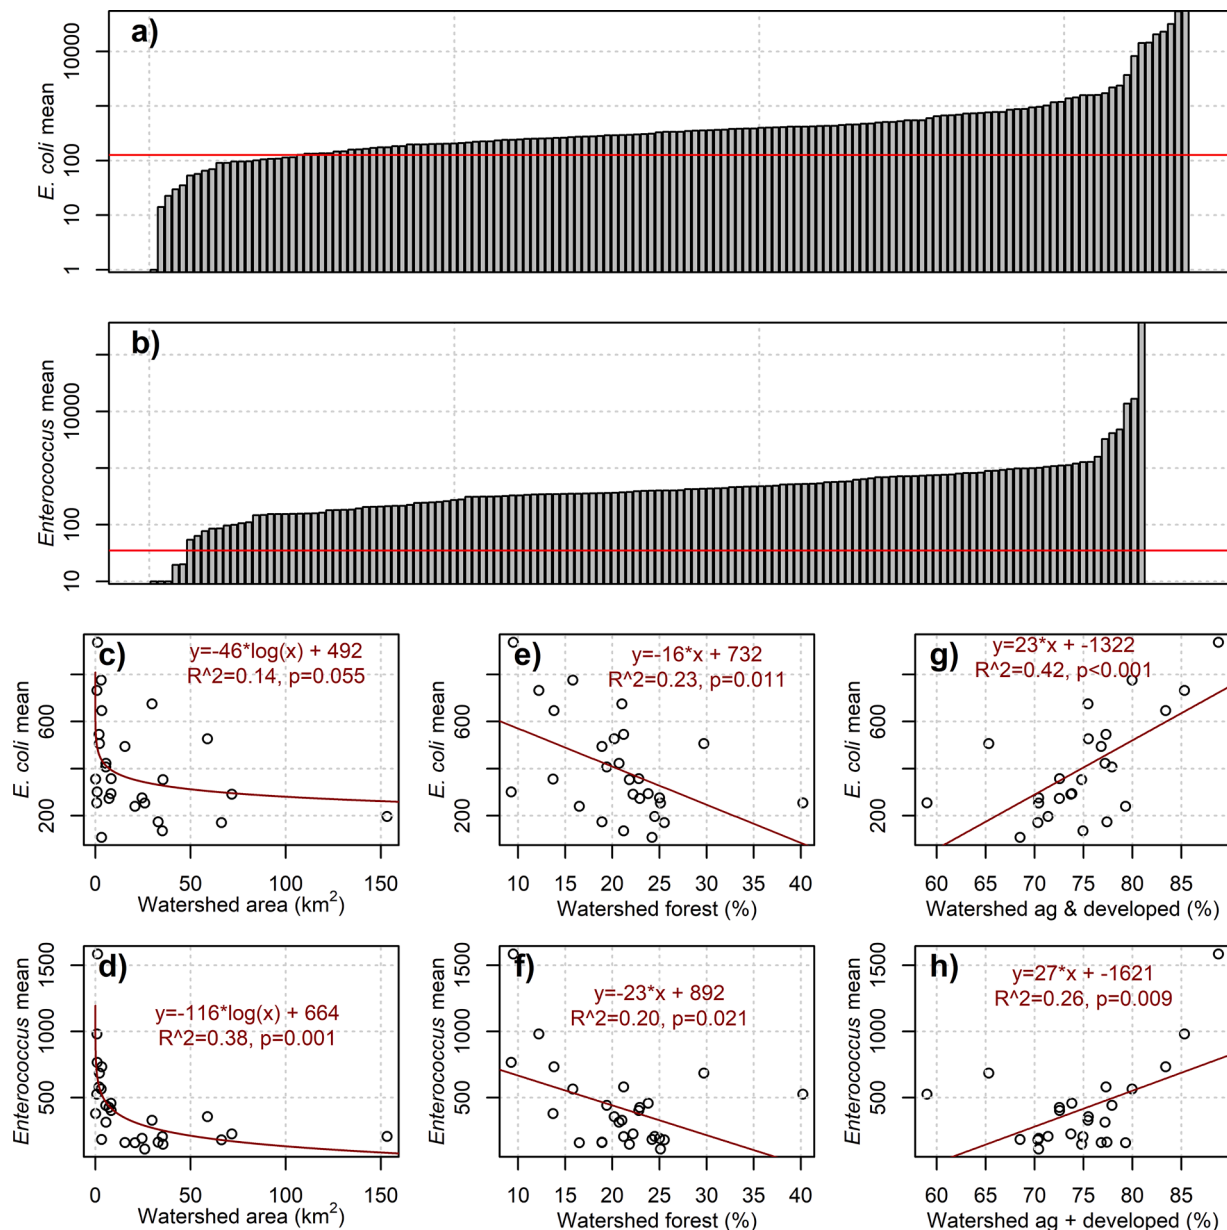 a)
E. coli mean
10000
100
10
1
b)
Enterococcus mean
10000
100
10
c)
y=-46*log(x) + 492
R^2=0.14, p=0.055
E. coli mean
600
200
0 50 100 150
Watershed area (km2)
e)
y=-16*x + 732
R^2=0.23, p=0.011
E. coli mean
600
200
10 15 20 25 30 35 40
Watershed forest (%)
g)
y=23*x + -1322
R^2=0.42, p<0.001
E. coli mean
600
200
60 65 70 75 80 85
Watershed ag & developed (%)
d)
y=-116*log(x) + 664
R^2=0.38, p=0.001
Enterococcus mean
1500
1000
500
0 50 100 150
Watershed area (km2)
f)
y=-23*x + 892
R^2=0.20, p=0.021
Enterococcus mean
1500
1000
500
10 15 20 25 30 35 40
Watershed forest (%)
h)
y=27*x + -1621
R^2=0.26, p=0.009
Enterococcus mean
1500
1000
500
60 65 70 75 80 85
Watershed ag + developed (%)